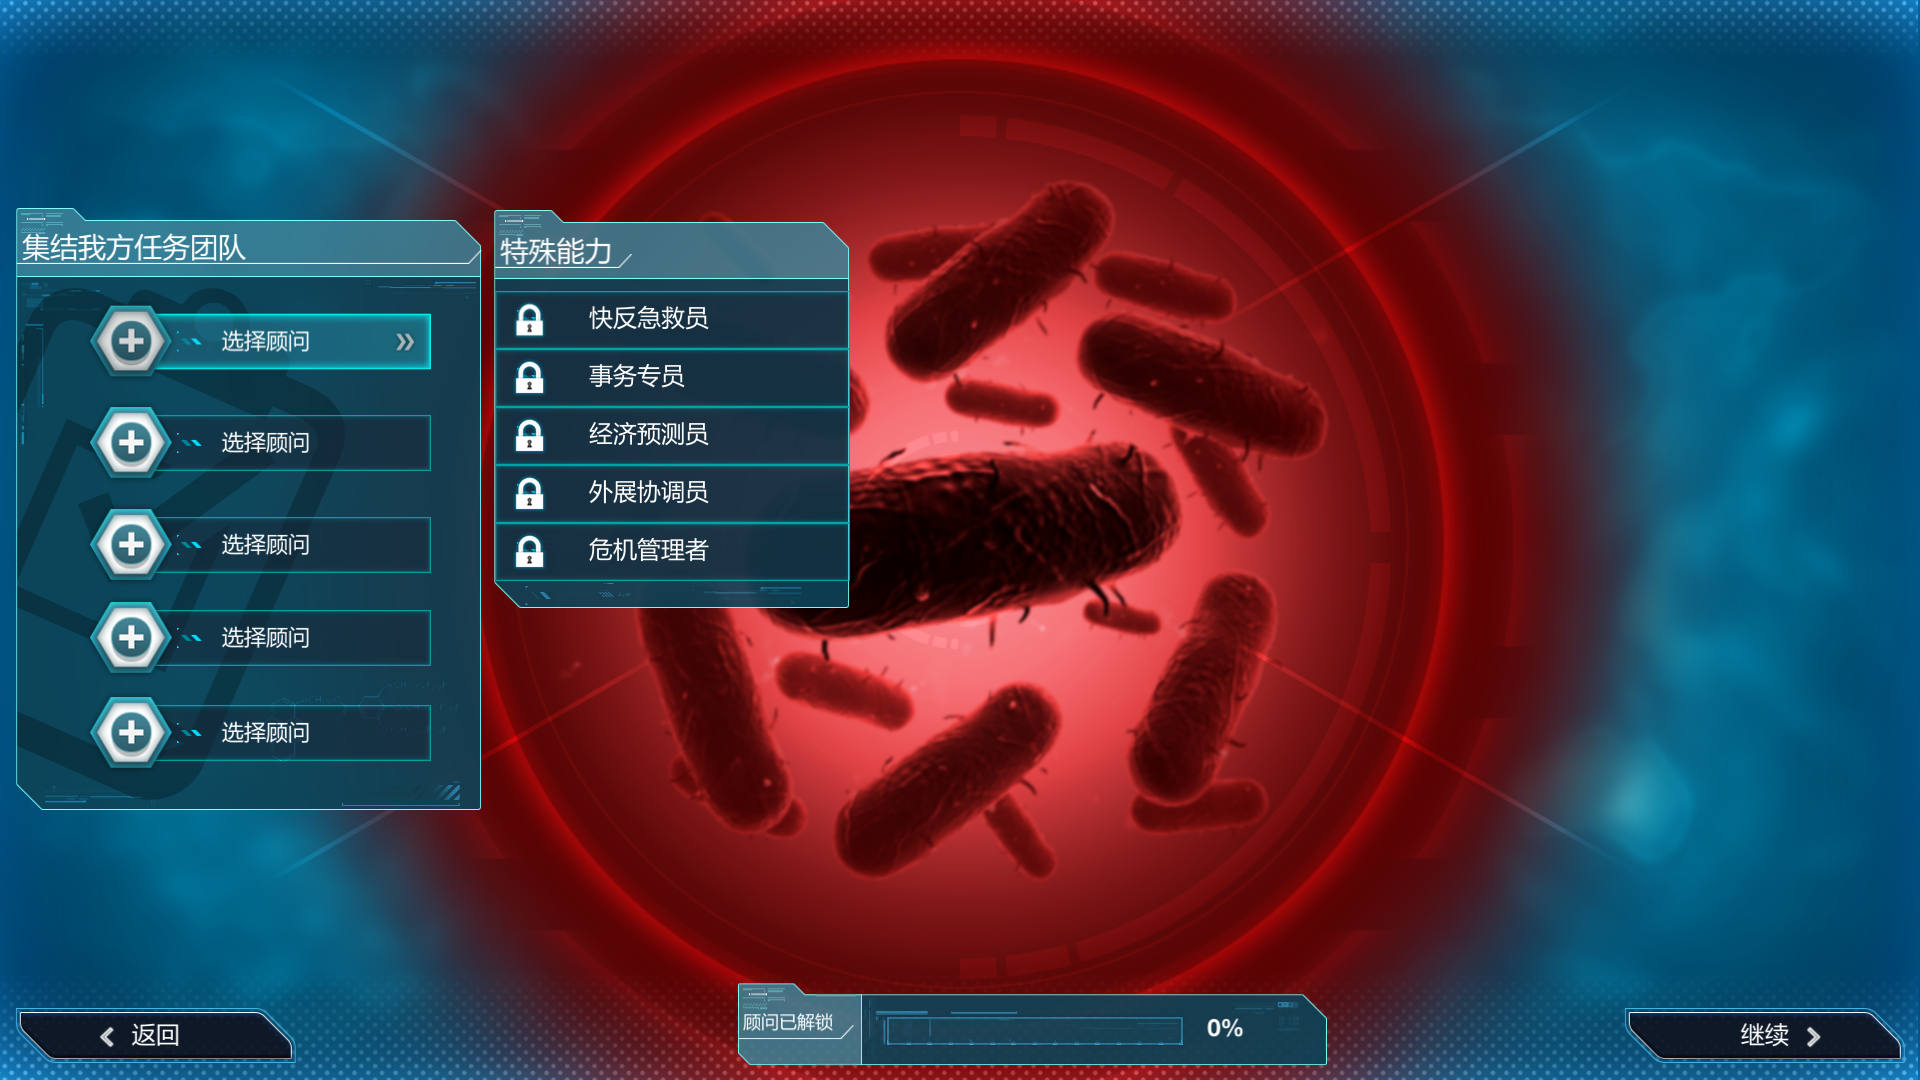 集结我方任务团队
选择顾问
选择顾问
选择顾问
选择顾问
选择顾问
特殊能力
快反急救员
事务专员
经济预测员
外展协调员
危机管理者
顾问已解锁
0%
返回
继续